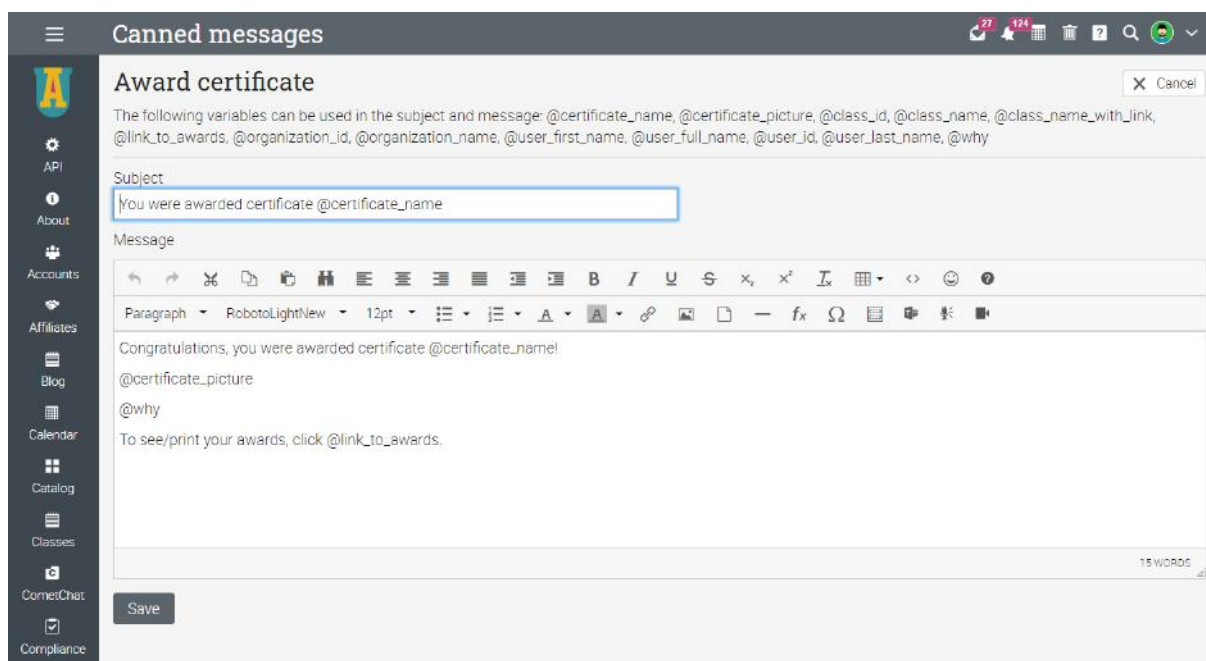 Canned messages
27
124
Award certificate
Cancel
The following variables can be used in the subject and message: @certificate_name, @certificate_picture, @class_id, @class_name, @class_name_with_link,
@link_to_awards, @organization_id, @organization_name, @user_first_name, @user_full_name, @user_id, @user_last_name, @why
API
About
Accounts
Affiliates
Blog
Calendar
Catalog
Classes
CometChat
Compliance
Subject
You were awarded certificate @certificate_name
Message
Paragraph RobotoLightNew 12pt
Congratulations, you were awarded certificate @certificate_name!
@certificate_picture
@why
To see/print your awards, click @link_to_awards.
15 WORDS
Save